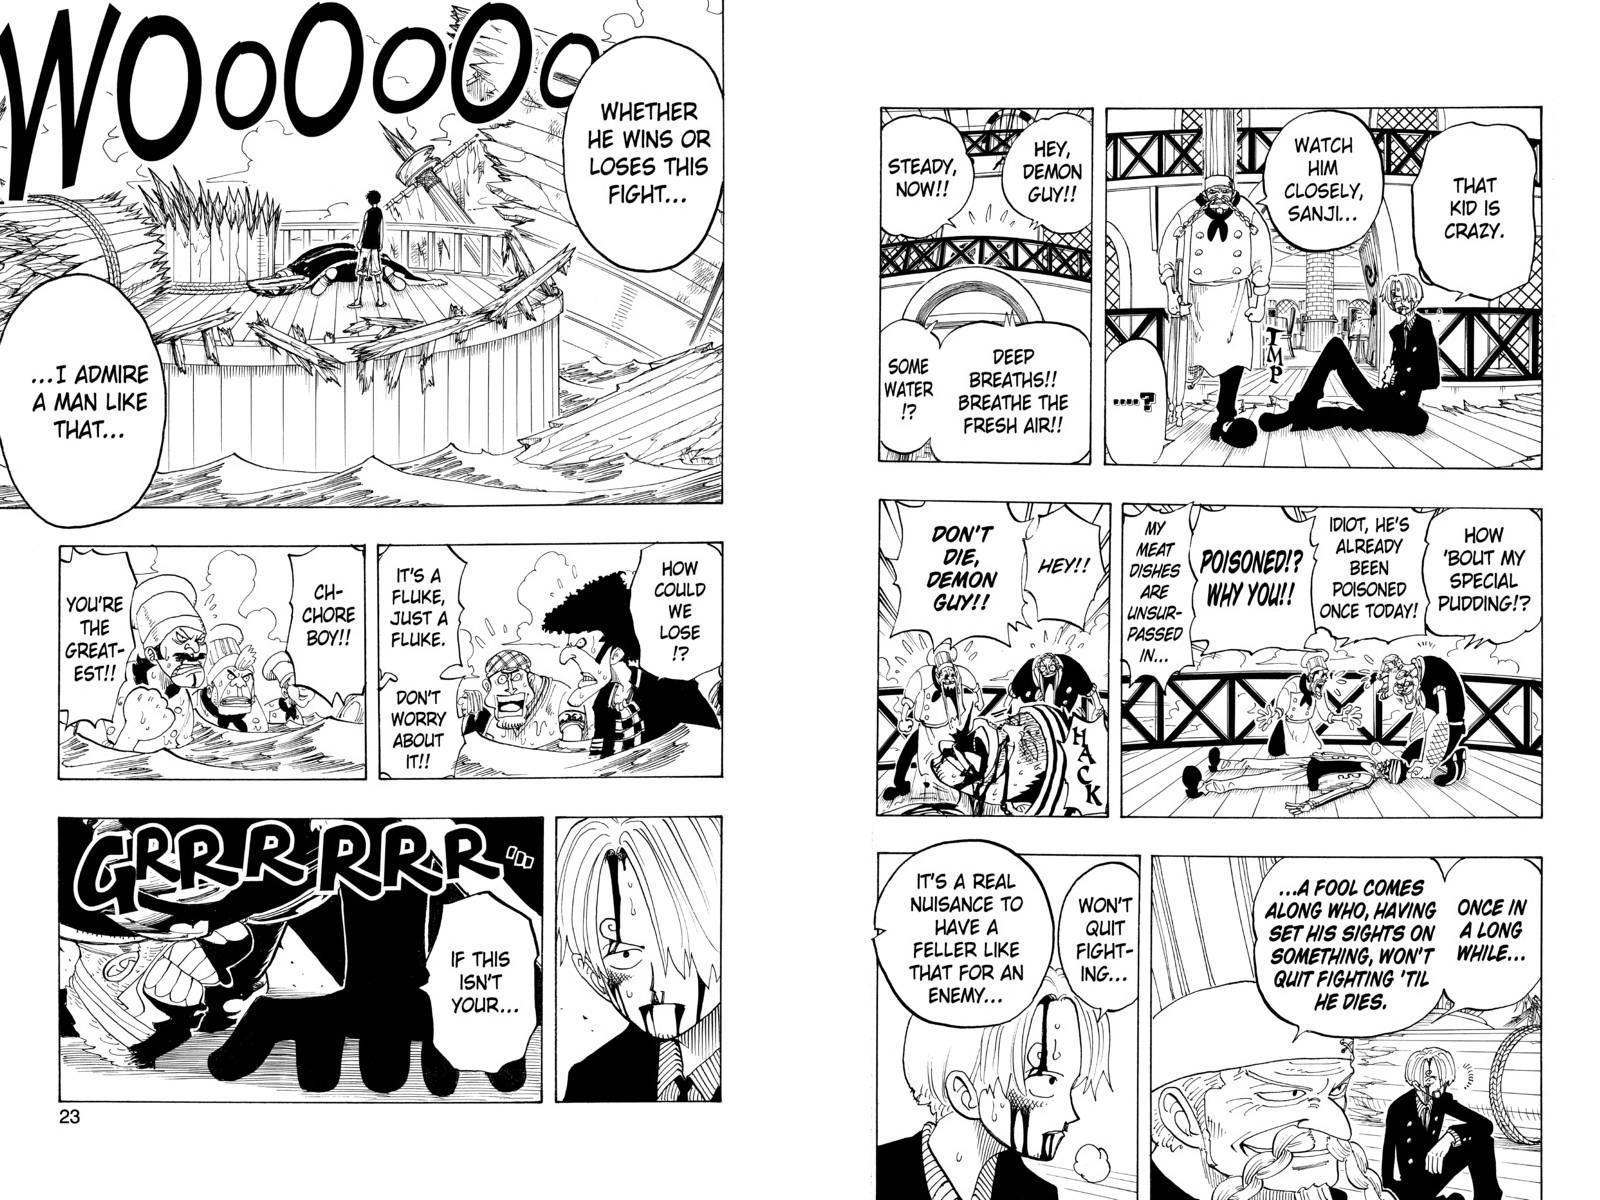 THAT
KID IS
CRAZY.
WATCH
HIM
CLOSELY,
SANJI...
TMP
....?
HEY,
DEMON
GUY!!
STEADY,
NOW!!
DEEP
BREATHS!!
BREATHE THE
FRESH AIR!!
SOME
WATER
!?
HOW
'BOUT MY
SPECIAL
PUDDING!?
IDIOT, HE'S
ALREADY
BEEN
POISONED
ONCE TODAY!
POISONED!?
WHY YOU!!
MY
MEAT
DISHES
ARE
UNSUR-
PASSED
IN...
HEY!!
DON'T
DIE,
DEMON
GUY!!
HACK
ONCE IN
A LONG
WHILE...
...A FOOL COMES
ALONG WHO, HAVING
SET HIS SIGHTS ON
SOMETHING, WON'T
QUIT FIGHTING 'TIL
HE DIES.
WON'T
QUIT
FIGHT-
ING...
IT'S A REAL
NUISANCE TO
HAVE A
FELLER LIKE
THAT FOR AN
ENEMY...
WHETHER
HE WINS OR
LOSES THIS
FIGHT...
WOoOoOoOo
...I ADMIRE
A MAN LIKE
THAT...
HOW
COULD
WE
LOSE
!?
IT'S A
FLUKE,
JUST A
FLUKE.
DON'T
WORRY
ABOUT
IT!!
CH-
CHORE
BOY!!
YOU'RE
THE
GREAT-
EST!!
GRRRRRR...
IF THIS
ISN'T
YOUR...
23